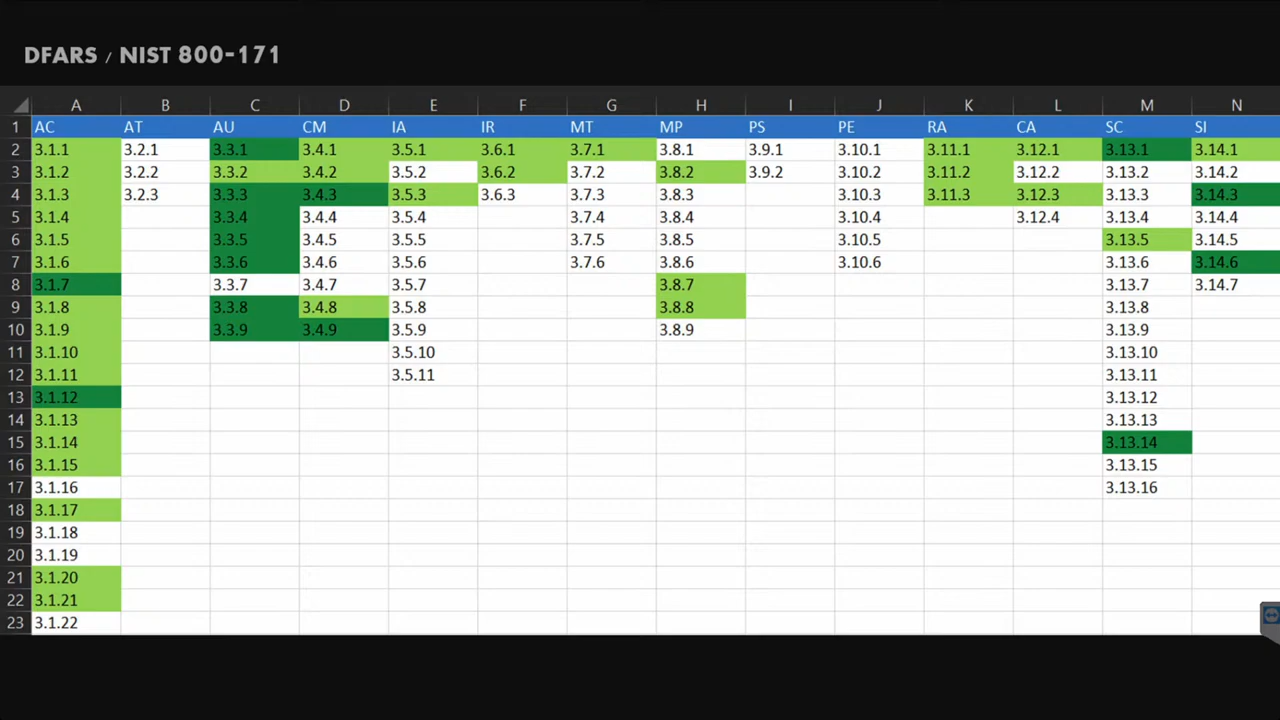 DFARS / NIST 800-171
A B C D E F G H I J K L M N
1 AC AT AU CM IA IR MT MP PS PE RA CA SC SI
2 3.1.1 3.2.1 3.3.1 3.4.1 3.5.1 3.6.1 3.7.1 3.8.1 3.9.1 3.10.1 3.11.1 3.12.1 3.13.1 3.14.1
3 3.1.2 3.2.2 3.3.2 3.4.2 3.5.2 3.6.2 3.7.2 3.8.2 3.9.2 3.10.2 3.11.2 3.12.2 3.13.2 3.14.2
4 3.1.3 3.2.3 3.3.3 3.4.3 3.5.3 3.6.3 3.7.3 3.8.3 3.10.3 3.11.3 3.12.3 3.13.3 3.14.3
5 3.1.4 3.3.4 3.4.4 3.5.4 3.7.4 3.8.4 3.10.4 3.12.4 3.13.4 3.14.4
6 3.1.5 3.3.5 3.4.5 3.5.5 3.7.5 3.8.5 3.10.5 3.13.5 3.14.5
7 3.1.6 3.3.6 3.4.6 3.5.6 3.7.6 3.8.6 3.10.6 3.13.6 3.14.6
8 3.1.7 3.3.7 3.4.7 3.5.7 3.8.7 3.13.7 3.14.7
9 3.1.8 3.3.8 3.4.8 3.5.8 3.8.8 3.13.8
10 3.1.9 3.3.9 3.4.9 3.5.9 3.8.9 3.13.9
11 3.1.10 3.5.10 3.13.10
12 3.1.11 3.5.11 3.13.11
13 3.1.12 3.13.12
14 3.1.13 3.13.13
15 3.1.14 3.13.14
16 3.1.15 3.13.15
17 3.1.16 3.13.16
18 3.1.17
19 3.1.18
20 3.1.19
21 3.1.20
22 3.1.21
23 3.1.22